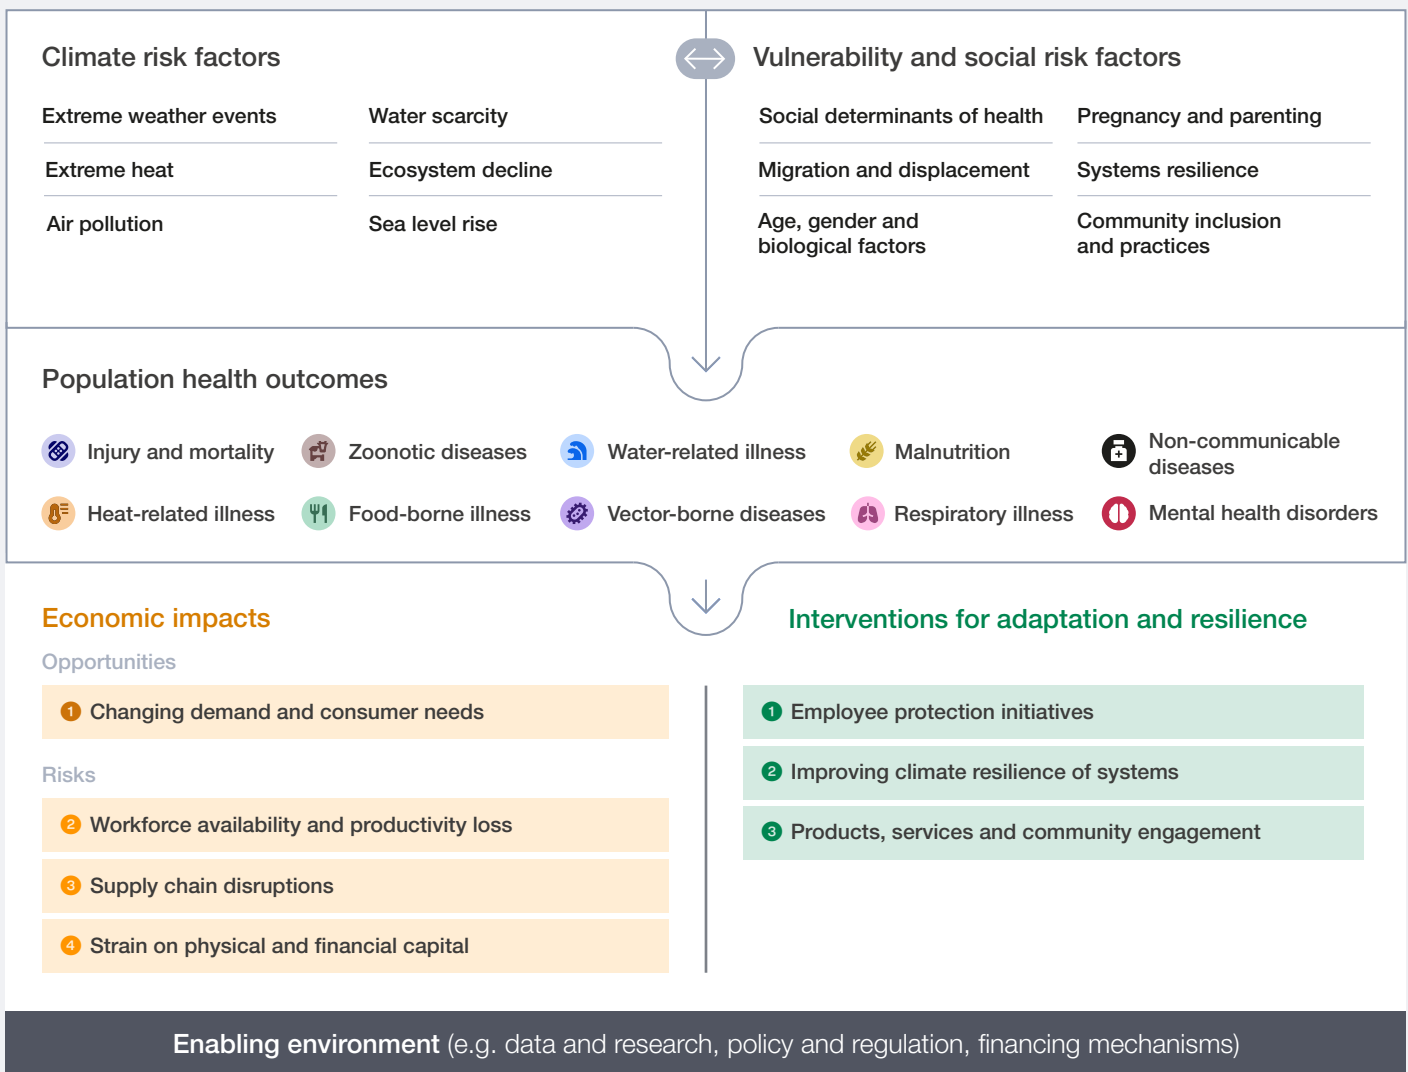 Climate risk factors
Extreme weather events
Water scarcity
Extreme heat
Ecosystem decline
Air pollution
Sea level rise
Vulnerability and social risk factors
Social determinants of health
Pregnancy and parenting
Migration and displacement
Systems resilience
Age, gender and
biological factors
Community inclusion
and practices
Population health outcomes
Injury and mortality
Zoonotic diseases
Water-related illness
Malnutrition
Non-communicable
diseases
Heat-related illness
Food-borne illness
Vector-borne diseases
Respiratory illness
Mental health disorders
Economic impacts
Opportunities
1 Changing demand and consumer needs
Risks
2 Workforce availability and productivity loss
3 Supply chain disruptions
4 Strain on physical and financial capital
Interventions for adaptation and resilience
1 Employee protection initiatives
2 Improving climate resilience of systems
3 Products, services and community engagement
Enabling environment (e.g. data and research, policy and regulation, financing mechanisms)